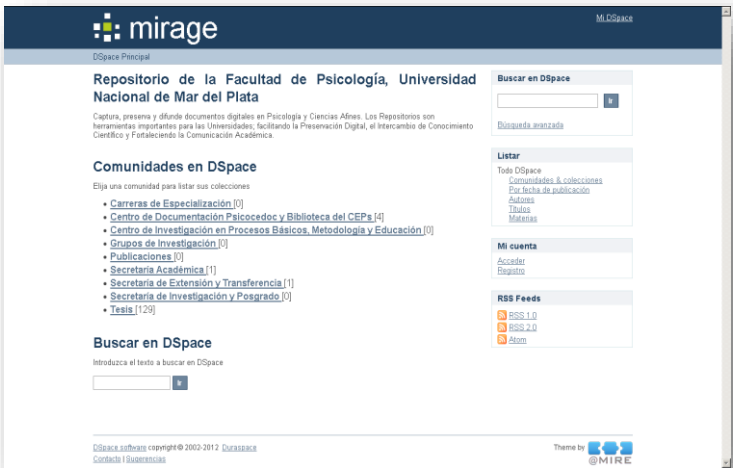 mirage
Mi DSpace
DSpace Principal
Repositorio de la Facultad de Psicología, Universidad
Nacional de Mar del Plata
Captura, preserva y difunde documentos digitales en Psicología y Ciencias Afines. Los Repositorios son
herramientas importantes para las Universidades; facilitando la Preservación Digital, el Intercambio de Conocimiento
Científico y Fortaleciendo la Comunicación Académica.
Comunidades en DSpace
Elija una comunidad para listar sus colecciones
• Carreras de Especialización [0]
• Centro de Documentación Psicocedoc y Biblioteca del CEPs [4]
• Centro de Investigación en Procesos Básicos, Metodología y Educación [0]
• Grupos de Investigación [0]
• Publicaciones [0]
• Secretaría Académica [1]
• Secretaría de Extensión y Transferencia [1]
• Secretaría de Investigación y Posgrado [0]
• Tesis [129]
Buscar en DSpace
Introduzca el texto a buscar en DSpace
Ir
Buscar en DSpace
Ir
Búsqueda avanzada
Listar
Todo DSpace
Comunidades & colecciones
Por fecha de publicación
Autores
Títulos
Materias
Mi cuenta
Acceder
Registro
RSS Feeds
RSS 1.0
RSS 2.0
Atom
DSpace software copyright © 2002-2012 Duraspace
Contacto | Sugerencias
Theme by
@MIRE